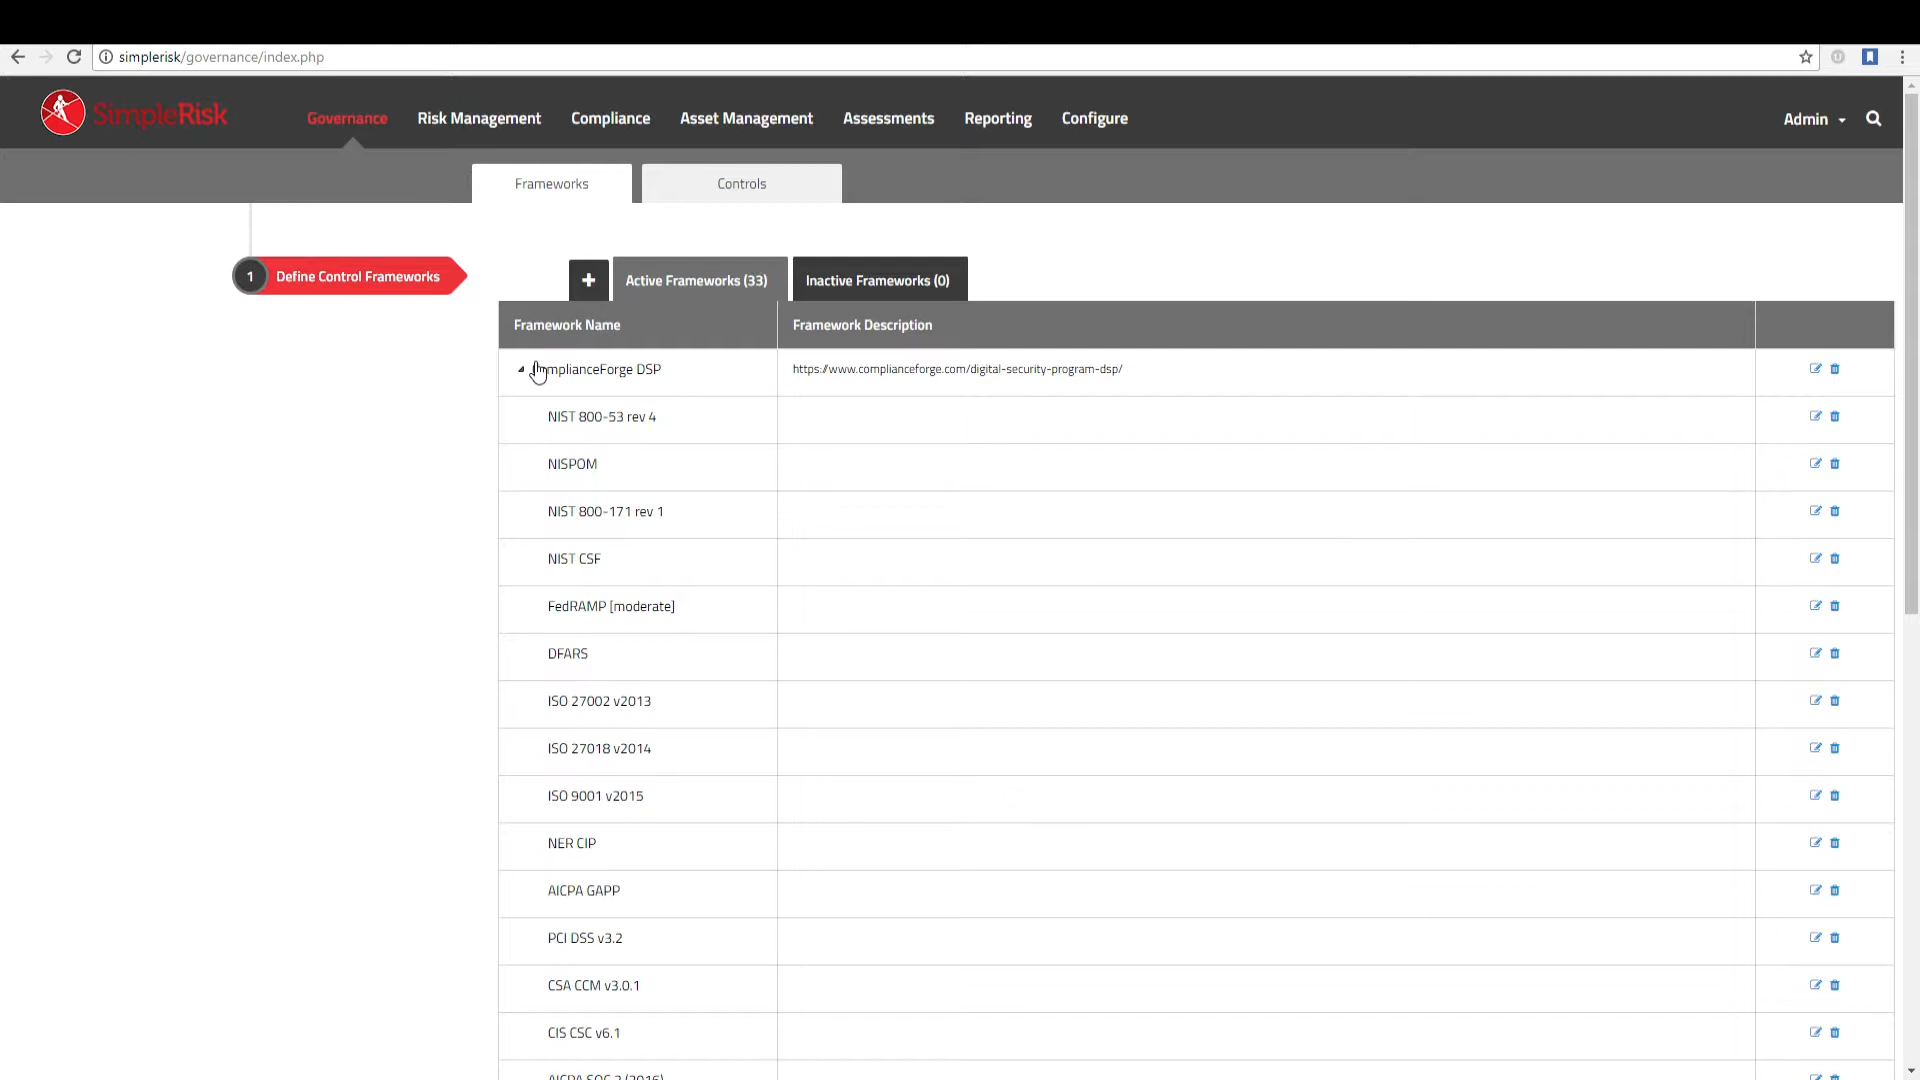 simplerisk/governance/index.php
SimpleRisk
Governance Risk Management Compliance Asset Management Assessments Reporting Configure Admin
Frameworks Controls
1 Define Control Frameworks
+ Active Frameworks (33) Inactive Frameworks (0)
Framework Name Framework Description
mplianceForge DSP https://www.complianceforge.com/digital-security-program-dsp/
NIST 800-53 rev 4
NISPOM
NIST 800-171 rev 1
NIST CSF
FedRAMP [moderate]
DFARS
ISO 27002 v2013
ISO 27018 v2014
ISO 9001 v2015
NER CIP
AICPA GAPP
PCI DSS v3.2
CSA CCM v3.0.1
CIS CSC v6.1
AICPA SOC 2 (2016)